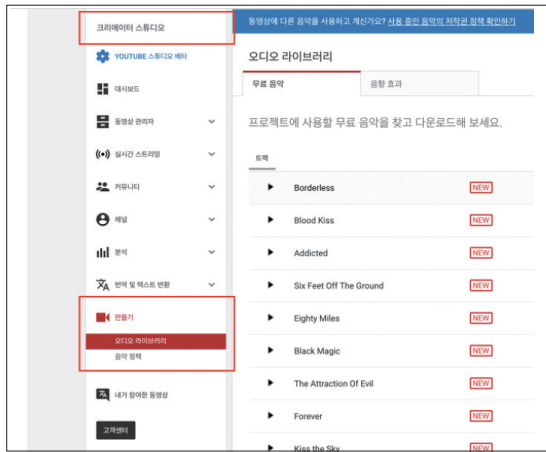 크리에이터 스튜디오
YOUTUBE 스튜디오 베타
대시보드
동영상 관리자
실시간 스트리밍
커뮤니티
채널
분석
번역 및 텍스트 변환
만들기
오디오 라이브러리
음악 정책
내가 참여한 동영상
고객센터
동영상에 다른 음악을 사용하고 계신가요? 사용 중인 음악의 저작권 정책 확인하기
오디오 라이브러리
무료 음악 음향 효과
프로젝트에 사용할 무료 음악을 찾고 다운로드해 보세요.
트랙
Borderless NEW
Blood Kiss NEW
Addicted NEW
Six Feet Off The Ground NEW
Eighty Miles NEW
Black Magic NEW
The Attraction Of Evil NEW
Forever NEW
Kiss the Sky NEW